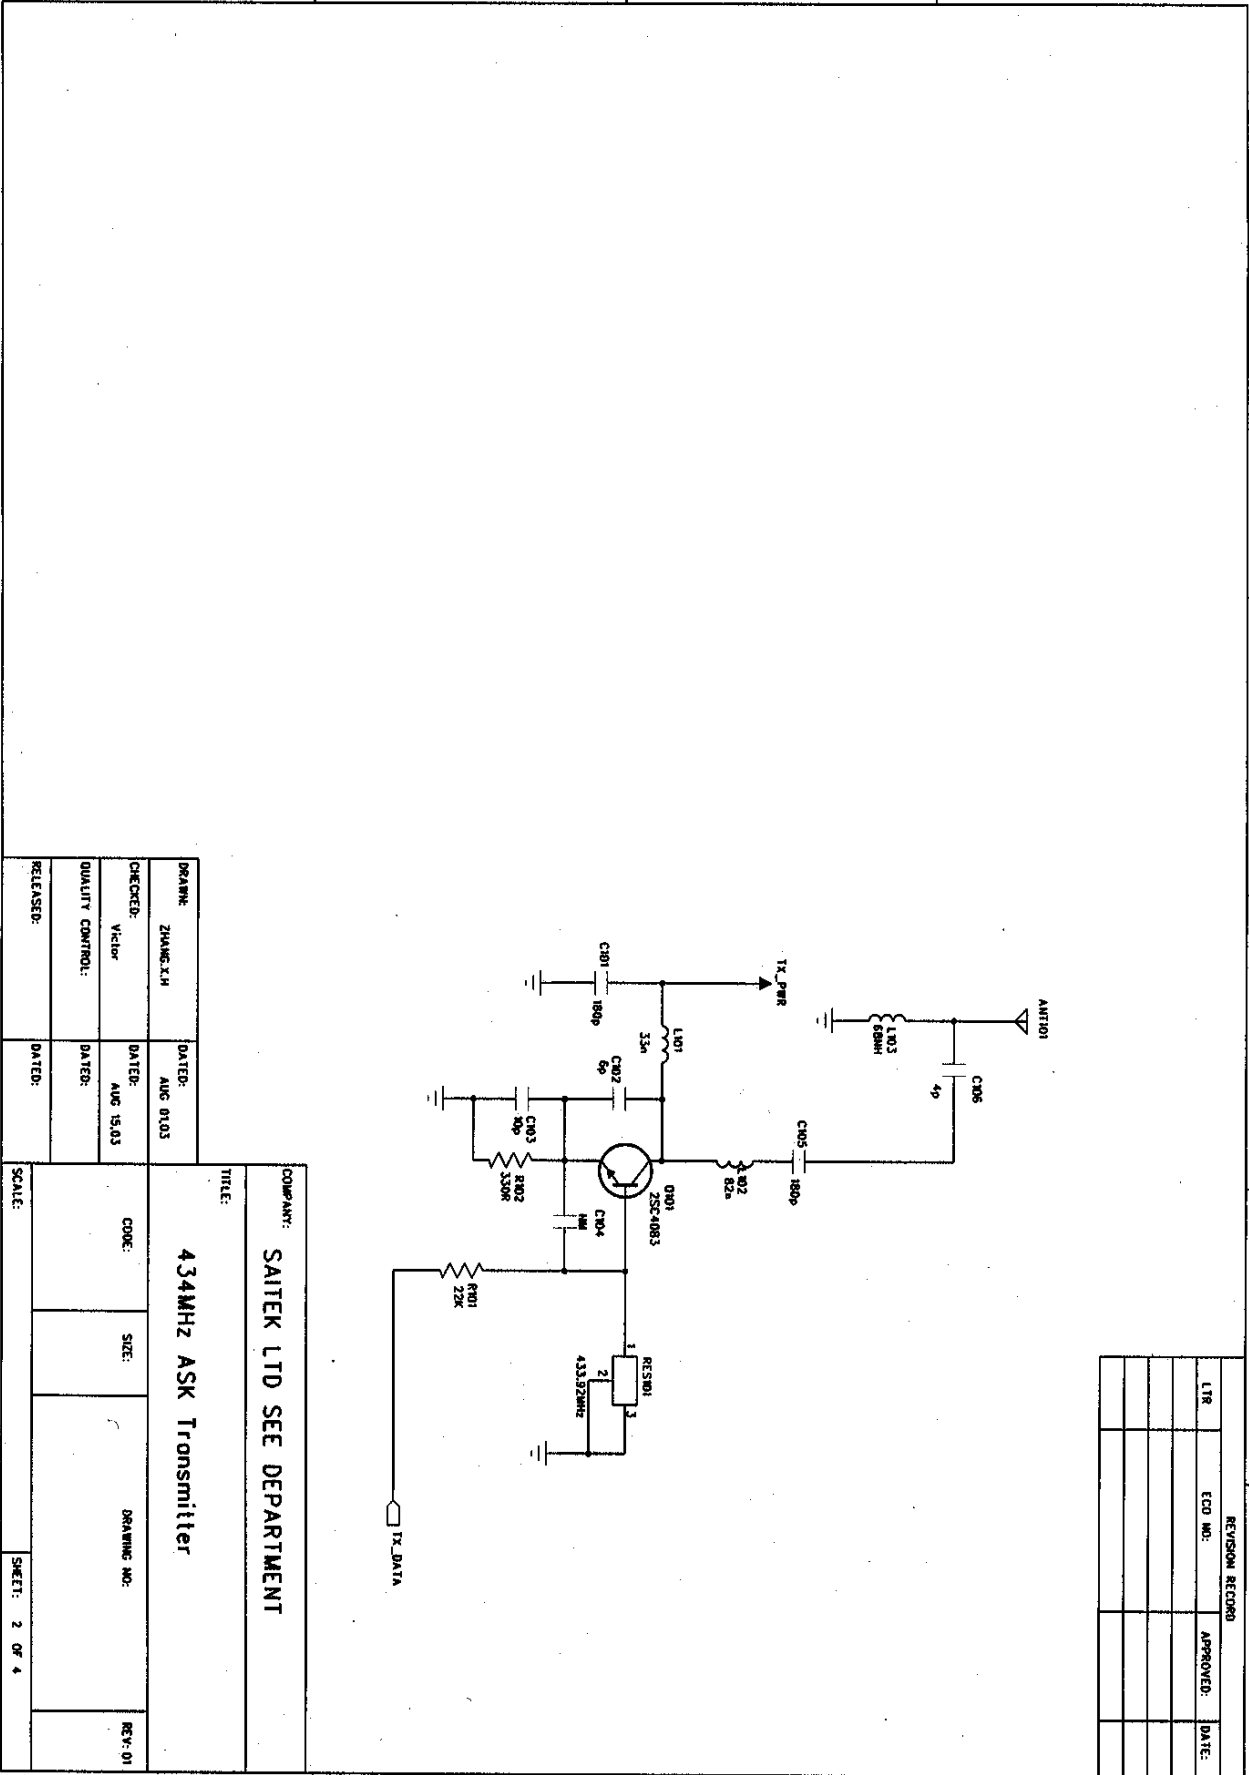 REVISION RECORD
LTR
ECO NO:
APPROVED:
DATE:
ANT101
C106
4p
L103
68NH
TX_PWR
C105
180p
L102
82n
L101
33n
C101
180p
C102
6p
Q101
2SC4083
C103
10p
R102
330R
C104
NM
R101
22K
RES101
1
2
3
433.92MHz
TX_DATA
COMPANY:
SAITEK LTD SEE DEPARTMENT
TITLE:
434MHz ASK Transmitter
DRAWN:
ZHANG.X.H
DATED:
AUG 01,03
CHECKED:
Victor
DATED:
AUG 15,03
QUALITY CONTROL:
DATED:
RELEASED:
DATED:
CODE:
SIZE:
DRAWING NO:
REV: 01
SCALE:
SHEET: 2 OF 4